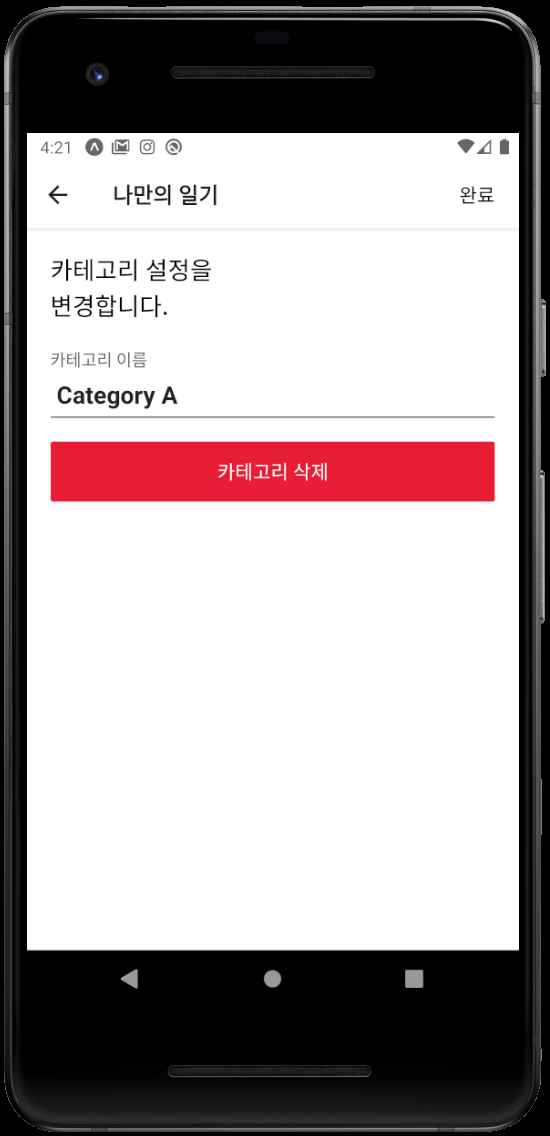 4:21
나만의 일기
완료
카테고리 설정을
변경합니다.
카테고리 이름
Category A
카테고리 삭제